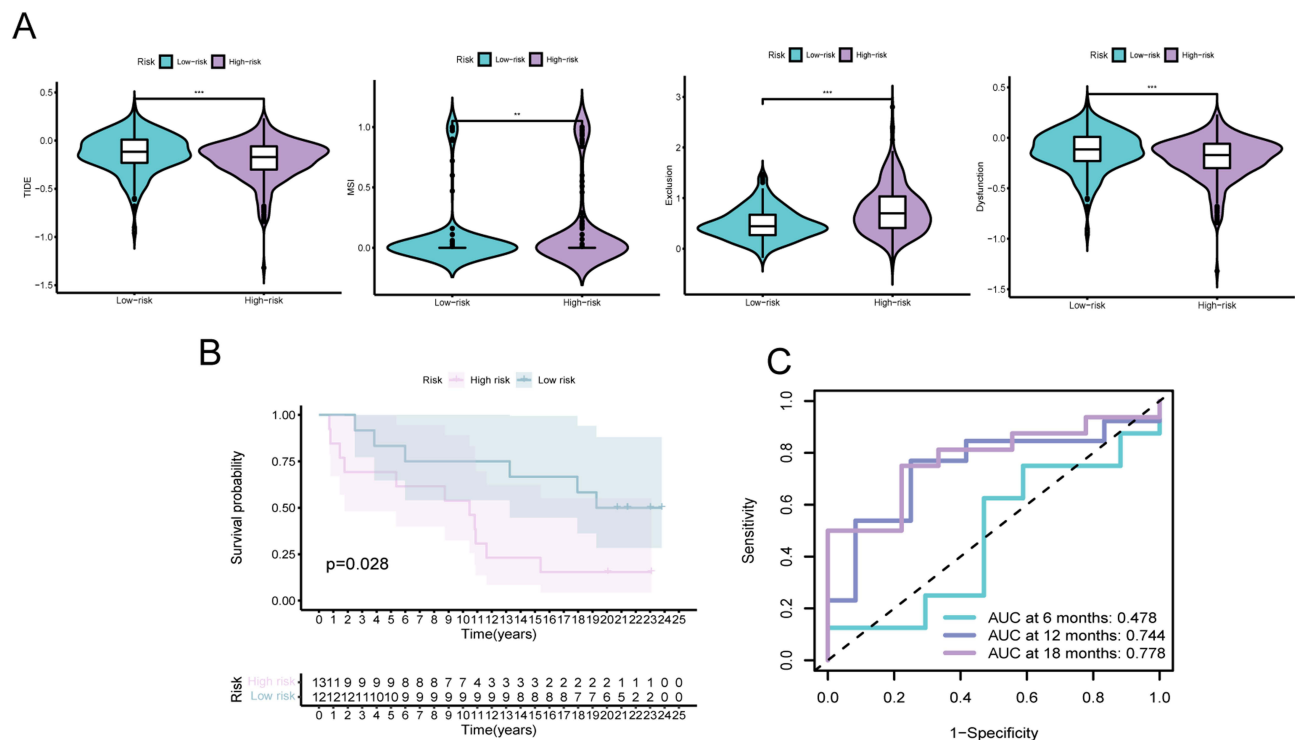 A
Risk Low-risk High-risk
***
TIDE
0.5
0.0
-0.5
-1.0
-1.5
Low-risk High-risk
Risk Low-risk High-risk
**
MSI
1.0
0.5
0.0
Low-risk High-risk
Risk Low-risk High-risk
***
Exclusion
3
2
1
0
Low-risk High-risk
Risk Low-risk High-risk
***
Dysfunction
0.5
0.0
-0.5
-1.0
-1.5
Low-risk High-risk
B
Risk High risk Low risk
Survival probability
1.00
0.75
0.50
0.25
0.00
p=0.028
0 1 2 3 4 5 6 7 8 9 10 11 12 13 14 15 16 17 18 19 20 21 22 23 24 25
Time(years)
Risk
High risk 13 11 9 9 9 9 8 8 8 7 7 4 3 3 3 3 2 2 2 2 2 1 1 1 0 0
Low risk 12 12 12 11 10 10 9 9 9 9 9 9 9 9 8 8 8 8 7 7 6 5 2 2 0 0
0 1 2 3 4 5 6 7 8 9 10 11 12 13 14 15 16 17 18 19 20 21 22 23 24 25
Time(years)
C
Sensitivity
1.0
0.8
0.6
0.4
0.2
0.0
AUC at 6 months: 0.478
AUC at 12 months: 0.744
AUC at 18 months: 0.778
0.0 0.2 0.4 0.6 0.8 1.0
1-Specificity